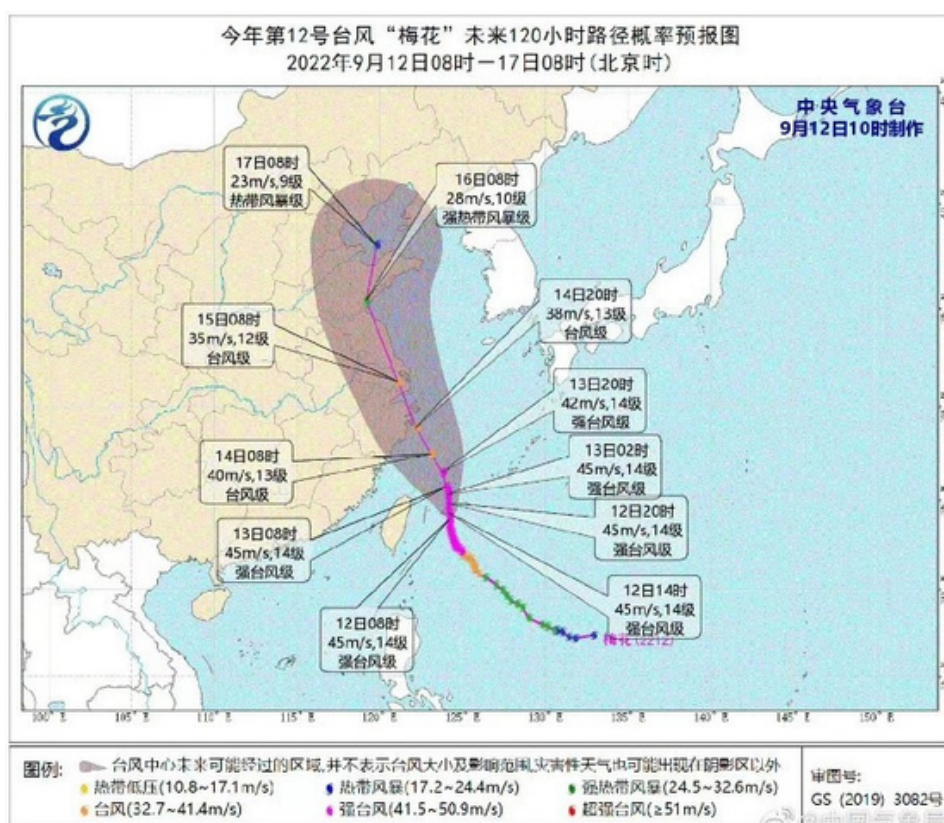 今年第12号台风“梅花”未来120小时路径概率预报图
2022年9月12日08时－17日08时(北京时)
中央气象台
9月12日10时制作
17日08时
23m/s,9级
热带风暴级
16日08时
28m/s,10级
强热带风暴级
14日20时
38m/s,13级
台风级
15日08时
35m/s,12级
台风级
13日20时
42m/s,14级
强台风级
14日08时
40m/s,13级
台风级
13日02时
45m/s,14级
强台风级
12日20时
45m/s,14级
强台风级
13日08时
45m/s,14级
强台风级
12日14时
45m/s,14级
强台风级
12日08时
45m/s,14级
强台风级
梅花(2212)
100°E 105°E 110°E 115°E 120°E 125°E 130°E 135°E 140°E 145°E 150°E
图例:
台风中心未来可能经过的区域,并不表示台风大小及影响范围,灾害性天气也可能出现在阴影区以外
热带低压(10.8~17.1m/s) 热带风暴(17.2~24.4m/s) 强热带风暴(24.5~32.6m/s)
台风(32.7~41.4m/s) 强台风(41.5~50.9m/s) 超强台风(≥51m/s)
审图号:
GS (2019) 3082号
@中国气象局